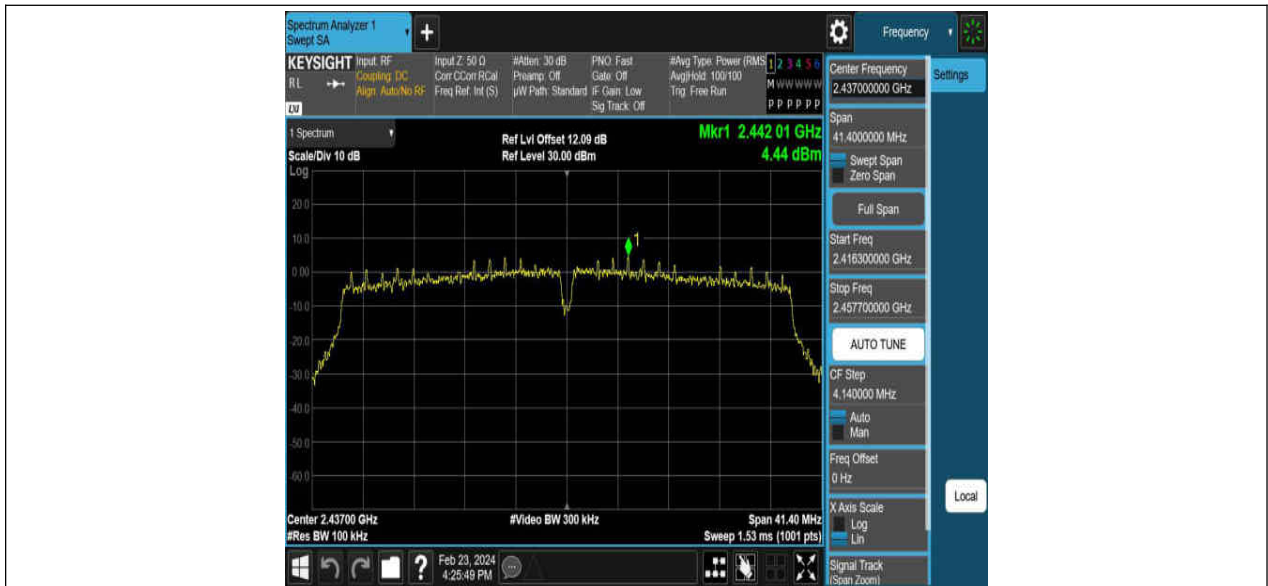 Spectrum Analyzer 1
Swept SA
+
Frequency
KEYSIGHT
RL
LXI
Input: RF
Coupling: DC
Align: Auto/No RF
Input Z: 50 Ω
Corr CCorr RCal
Freq Ref: Int (S)
#Atten: 30 dB
Preamp: Off
µW Path: Standard
PNO: Fast
Gate: Off
IF Gain: Low
Sig Track: Off
#Avg Type: Power (RMS
Avg|Hold: 100/100
Trig: Free Run
1 2 3 4 5 6
M W W W W W
P P P P P P
1 Spectrum
Scale/Div 10 dB
Log
Ref Lvl Offset 12.09 dB
Ref Level 30.00 dBm
Mkr1 2.442 01 GHz
4.44 dBm
20.0
10.0
0.00
-10.0
-20.0
-30.0
-40.0
-50.0
-60.0
1
Center 2.43700 GHz
#Res BW 100 kHz
#Video BW 300 kHz
Span 41.40 MHz
Sweep 1.53 ms (1001 pts)
Center Frequency
2.437000000 GHz
Settings
Span
41.4000000 MHz
Swept Span
Zero Span
Full Span
Start Freq
2.416300000 GHz
Stop Freq
2.457700000 GHz
AUTO TUNE
CF Step
4.140000 MHz
Auto
Man
Freq Offset
0 Hz
X Axis Scale
Log
Lin
Local
Signal Track
(Span Zoom)
?
Feb 23, 2024
4:25:49 PM